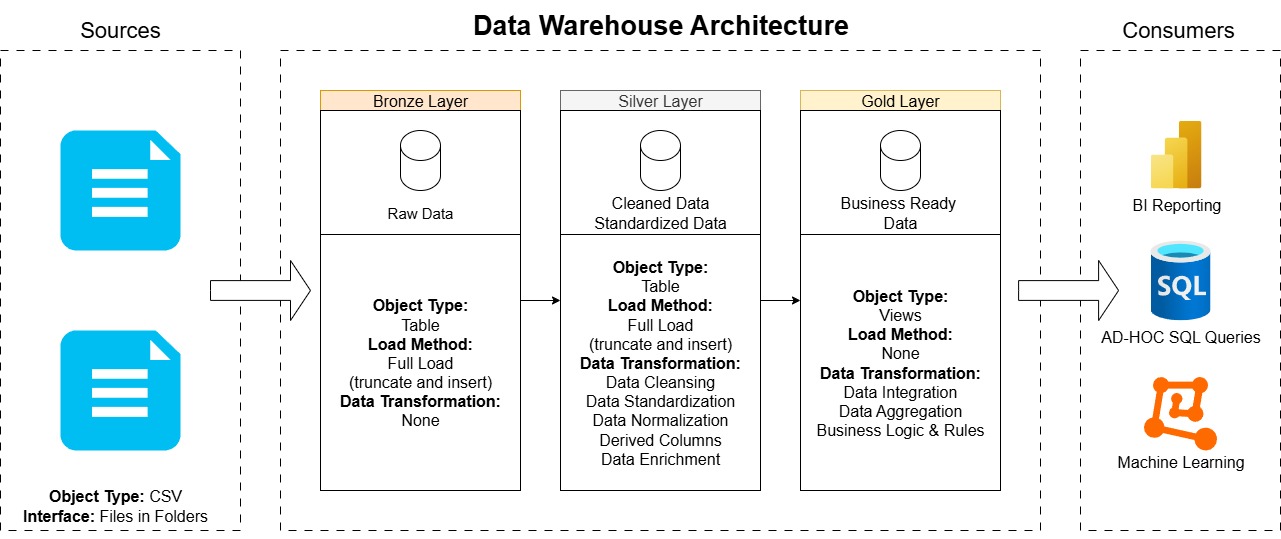 Data Warehouse Architecture
Sources
Object Type: CSV
Interface: Files in Folders
Bronze Layer
Raw Data
Object Type:
Table
Load Method:
Full Load
(truncate and insert)
Data Transformation:
None
Silver Layer
Cleaned Data
Standardized Data
Object Type:
Table
Load Method:
Full Load
(truncate and insert)
Data Transformation:
Data Cleansing
Data Standardization
Data Normalization
Derived Columns
Data Enrichment
Gold Layer
Business Ready
Data
Object Type:
Views
Load Method:
None
Data Transformation:
Data Integration
Data Aggregation
Business Logic & Rules
Consumers
BI Reporting
SQL
AD-HOC SQL Queries
Machine Learning